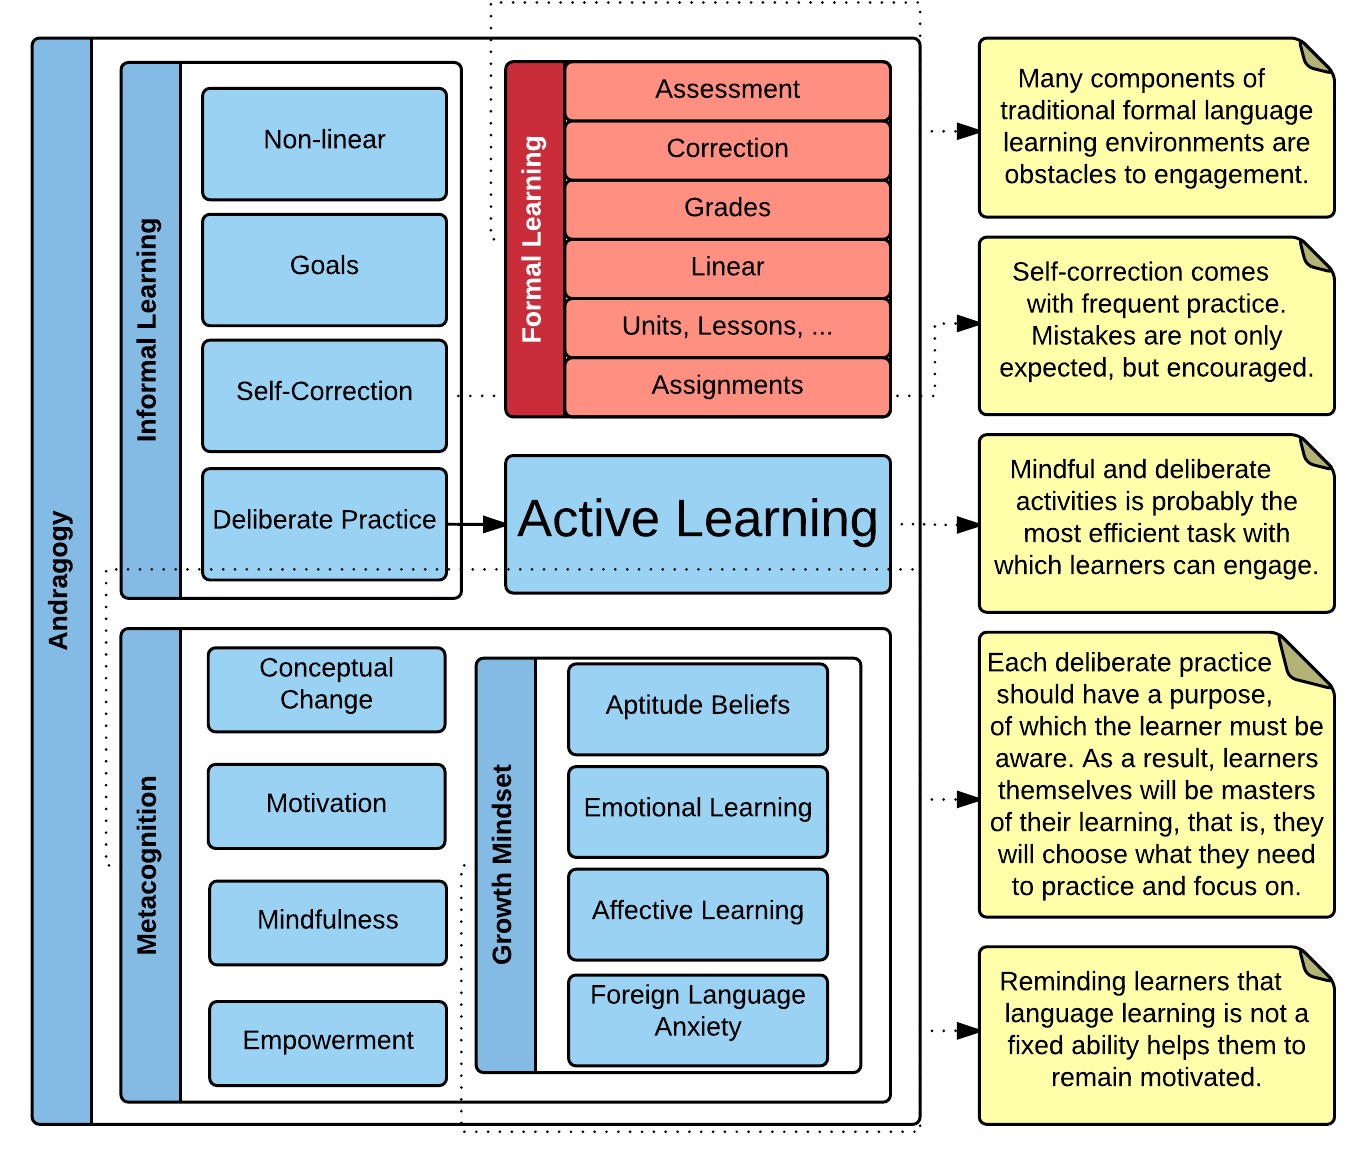 Andragogy
Informal Learning
Non-linear
Goals
Self-Correction
Deliberate Practice
Formal Learning
Assessment
Correction
Grades
Linear
Units, Lessons, ...
Assignments
Active Learning
Metacognition
Conceptual
Change
Motivation
Mindfulness
Empowerment
Growth Mindset
Aptitude Beliefs
Emotional Learning
Affective Learning
Foreign Language
Anxiety
Many components of
traditional formal language
learning environments are
obstacles to engagement.
Self-correction comes
with frequent practice.
Mistakes are not only
expected, but encouraged.
Mindful and deliberate
activities is probably the
most efficient task with
which learners can engage.
Each deliberate practice
should have a purpose,
of which the learner must be
aware. As a result, learners
themselves will be masters
of their learning, that is, they
will choose what they need
to practice and focus on.
Reminding learners that
language learning is not a
fixed ability helps them to
remain motivated.